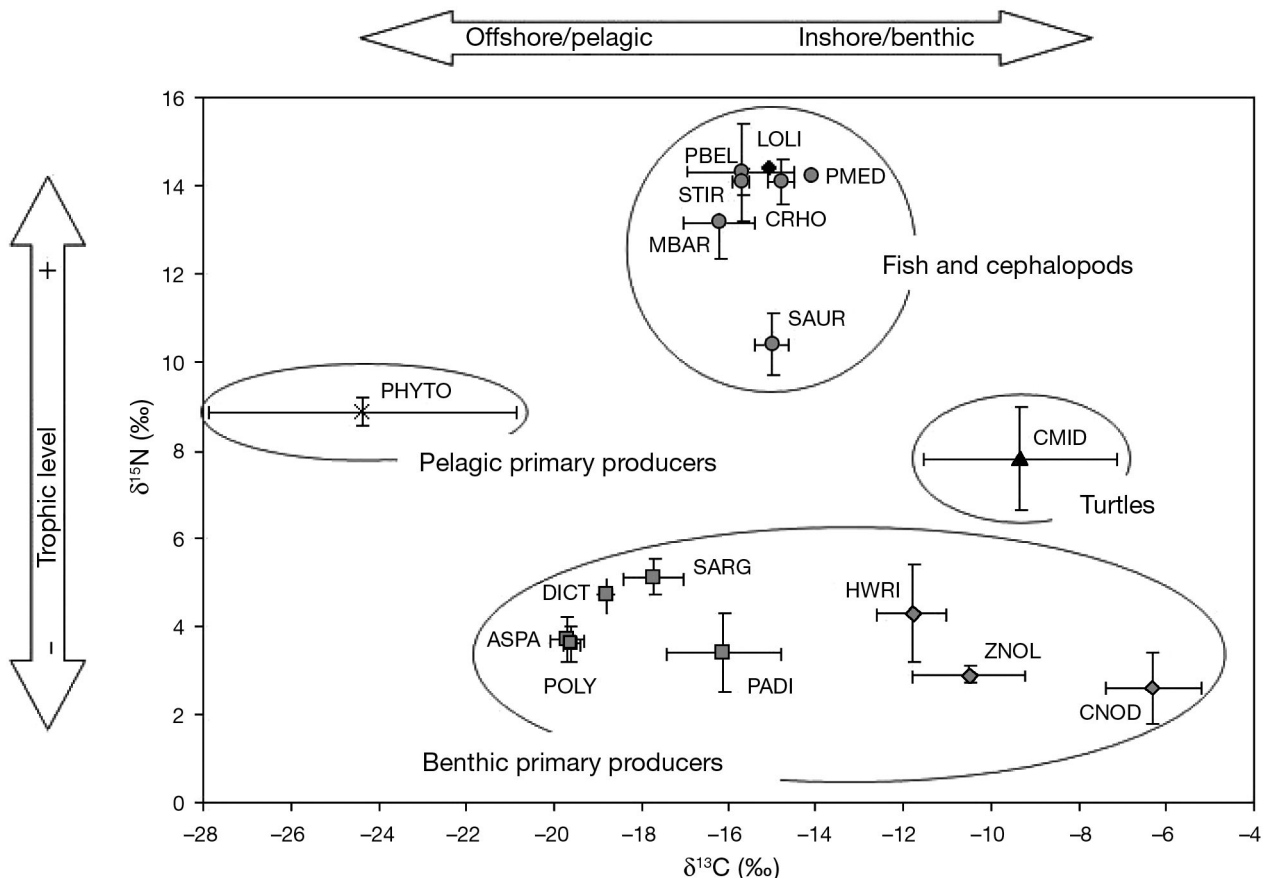 Offshore/pelagic Inshore/benthic
16
LOLI
PBEL
14
PMED
STIR
CRHO
MBAR
+
12
Fish and cephalopods
SAUR
10
PHYTO
8
CMID
Pelagic primary producers
Turtles
δ15N (‰)
Trophic level
6
SARG
DICT
HWRI
4
ASPA
ZNOL
–
POLY
PADI
CNOD
2
Benthic primary producers
0
–28 –26 –24 –22 –20 –18 –16 –14 –12 –10 –8 –6 –4
δ13C (‰)